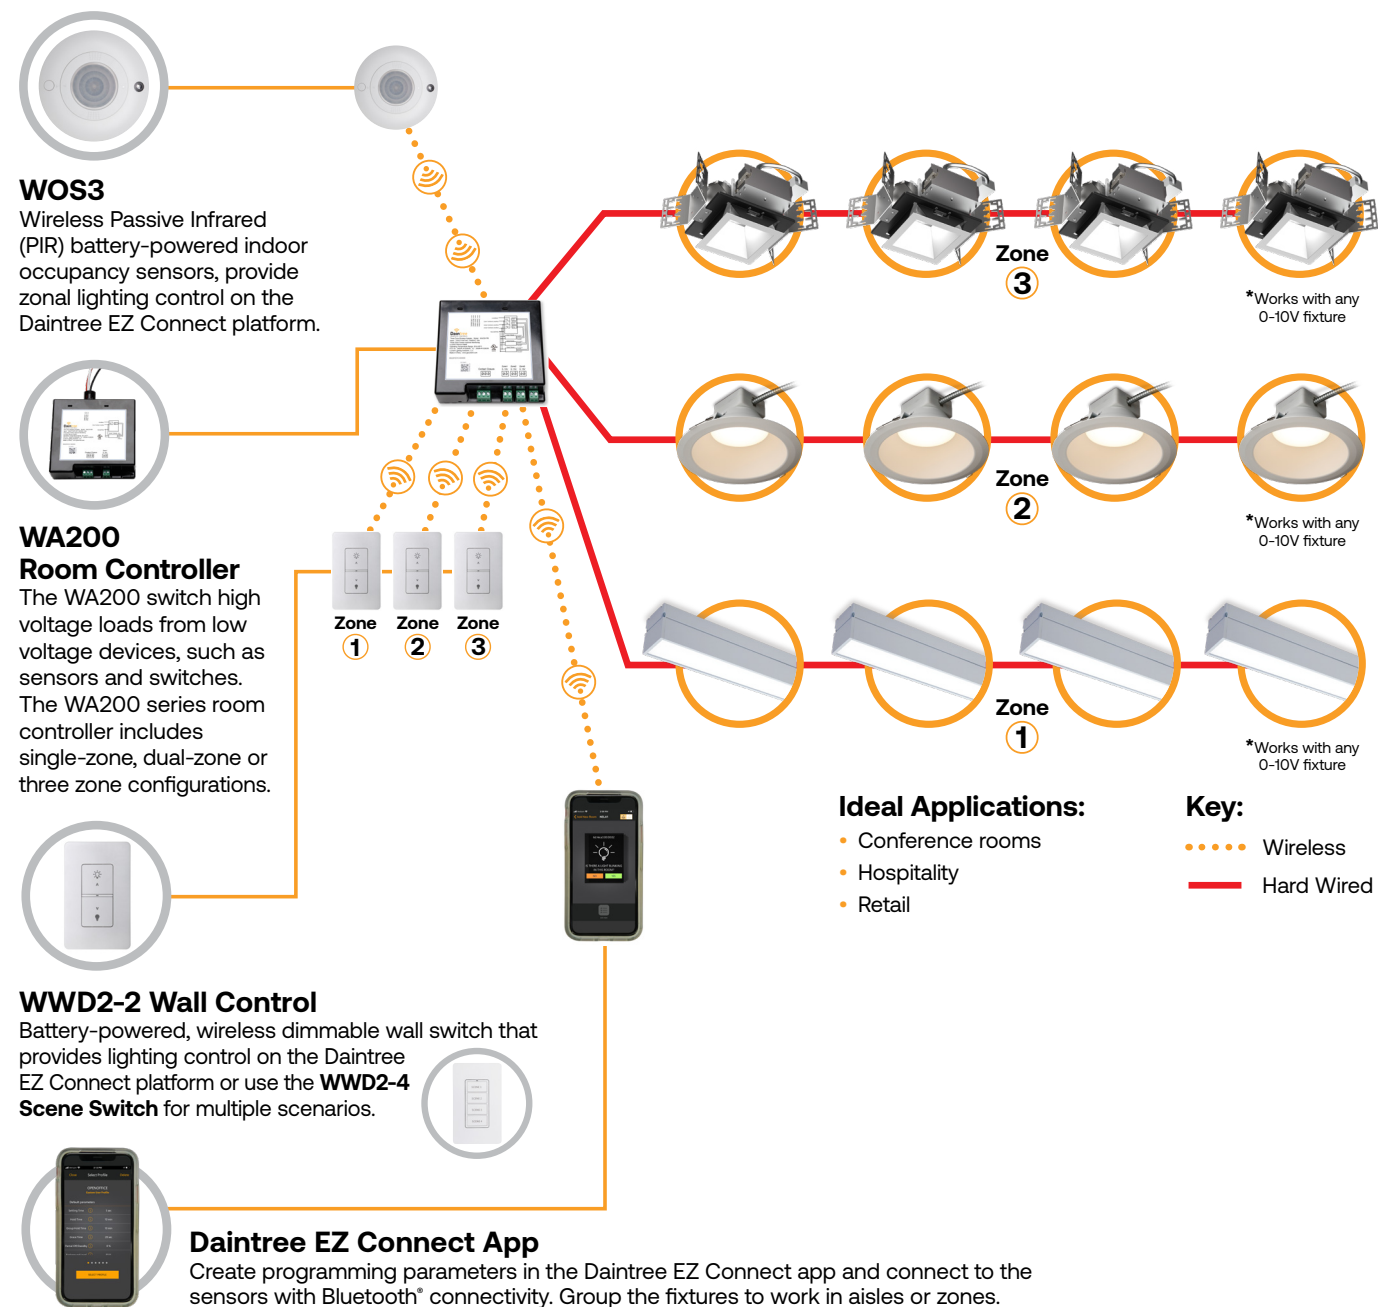 WOS3
Wireless Passive Infrared
(PIR) battery-powered indoor
occupancy sensors, provide
zonal lighting control on the
Daintree EZ Connect platform.
WA200
Room Controller
The WA200 switch high
voltage loads from low
voltage devices, such as
sensors and switches.
The WA200 series room
controller includes
single-zone, dual-zone or
three zone configurations.
Zone
1
Zone
2
Zone
3
Zone
3
*Works with any
0-10V fixture
Zone
2
*Works with any
0-10V fixture
Zone
1
*Works with any
0-10V fixture
Ideal Applications:
• Conference rooms
• Hospitality
• Retail
Key:
Wireless
Hard Wired
WWD2-2 Wall Control
Battery-powered, wireless dimmable wall switch that
provides lighting control on the Daintree
EZ Connect platform or use the WWD2-4
Scene Switch for multiple scenarios.
Daintree EZ Connect App
Create programming parameters in the Daintree EZ Connect app and connect to the
sensors with Bluetooth® connectivity. Group the fixtures to work in aisles or zones.